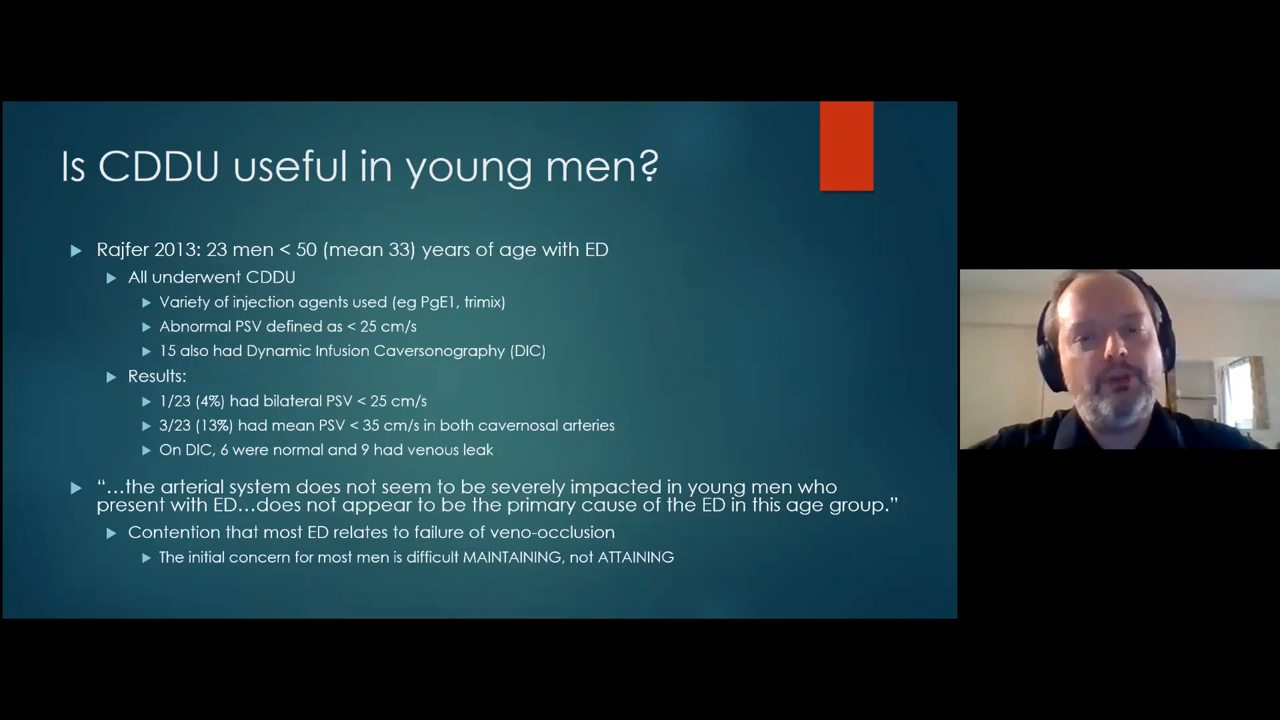 Is CDDU useful in young men?
Rajfer 2013: 23 men < 50 (mean 33) years of age with ED
All underwent CDDU
Variety of injection agents used (eg PgE1, trimix)
Abnormal PSV defined as < 25 cm/s
15 also had Dynamic Infusion Caversonography (DIC)
Results:
1/23 (4%) had bilateral PSV < 25 cm/s
3/23 (13%) had mean PSV < 35 cm/s in both cavernosal arteries
On DIC, 6 were normal and 9 had venous leak
“…the arterial system does not seem to be severely impacted in young men who
present with ED…does not appear to be the primary cause of the ED in this age group.”
Contention that most ED relates to failure of veno-occlusion
The initial concern for most men is difficult MAINTAINING, not ATTAINING